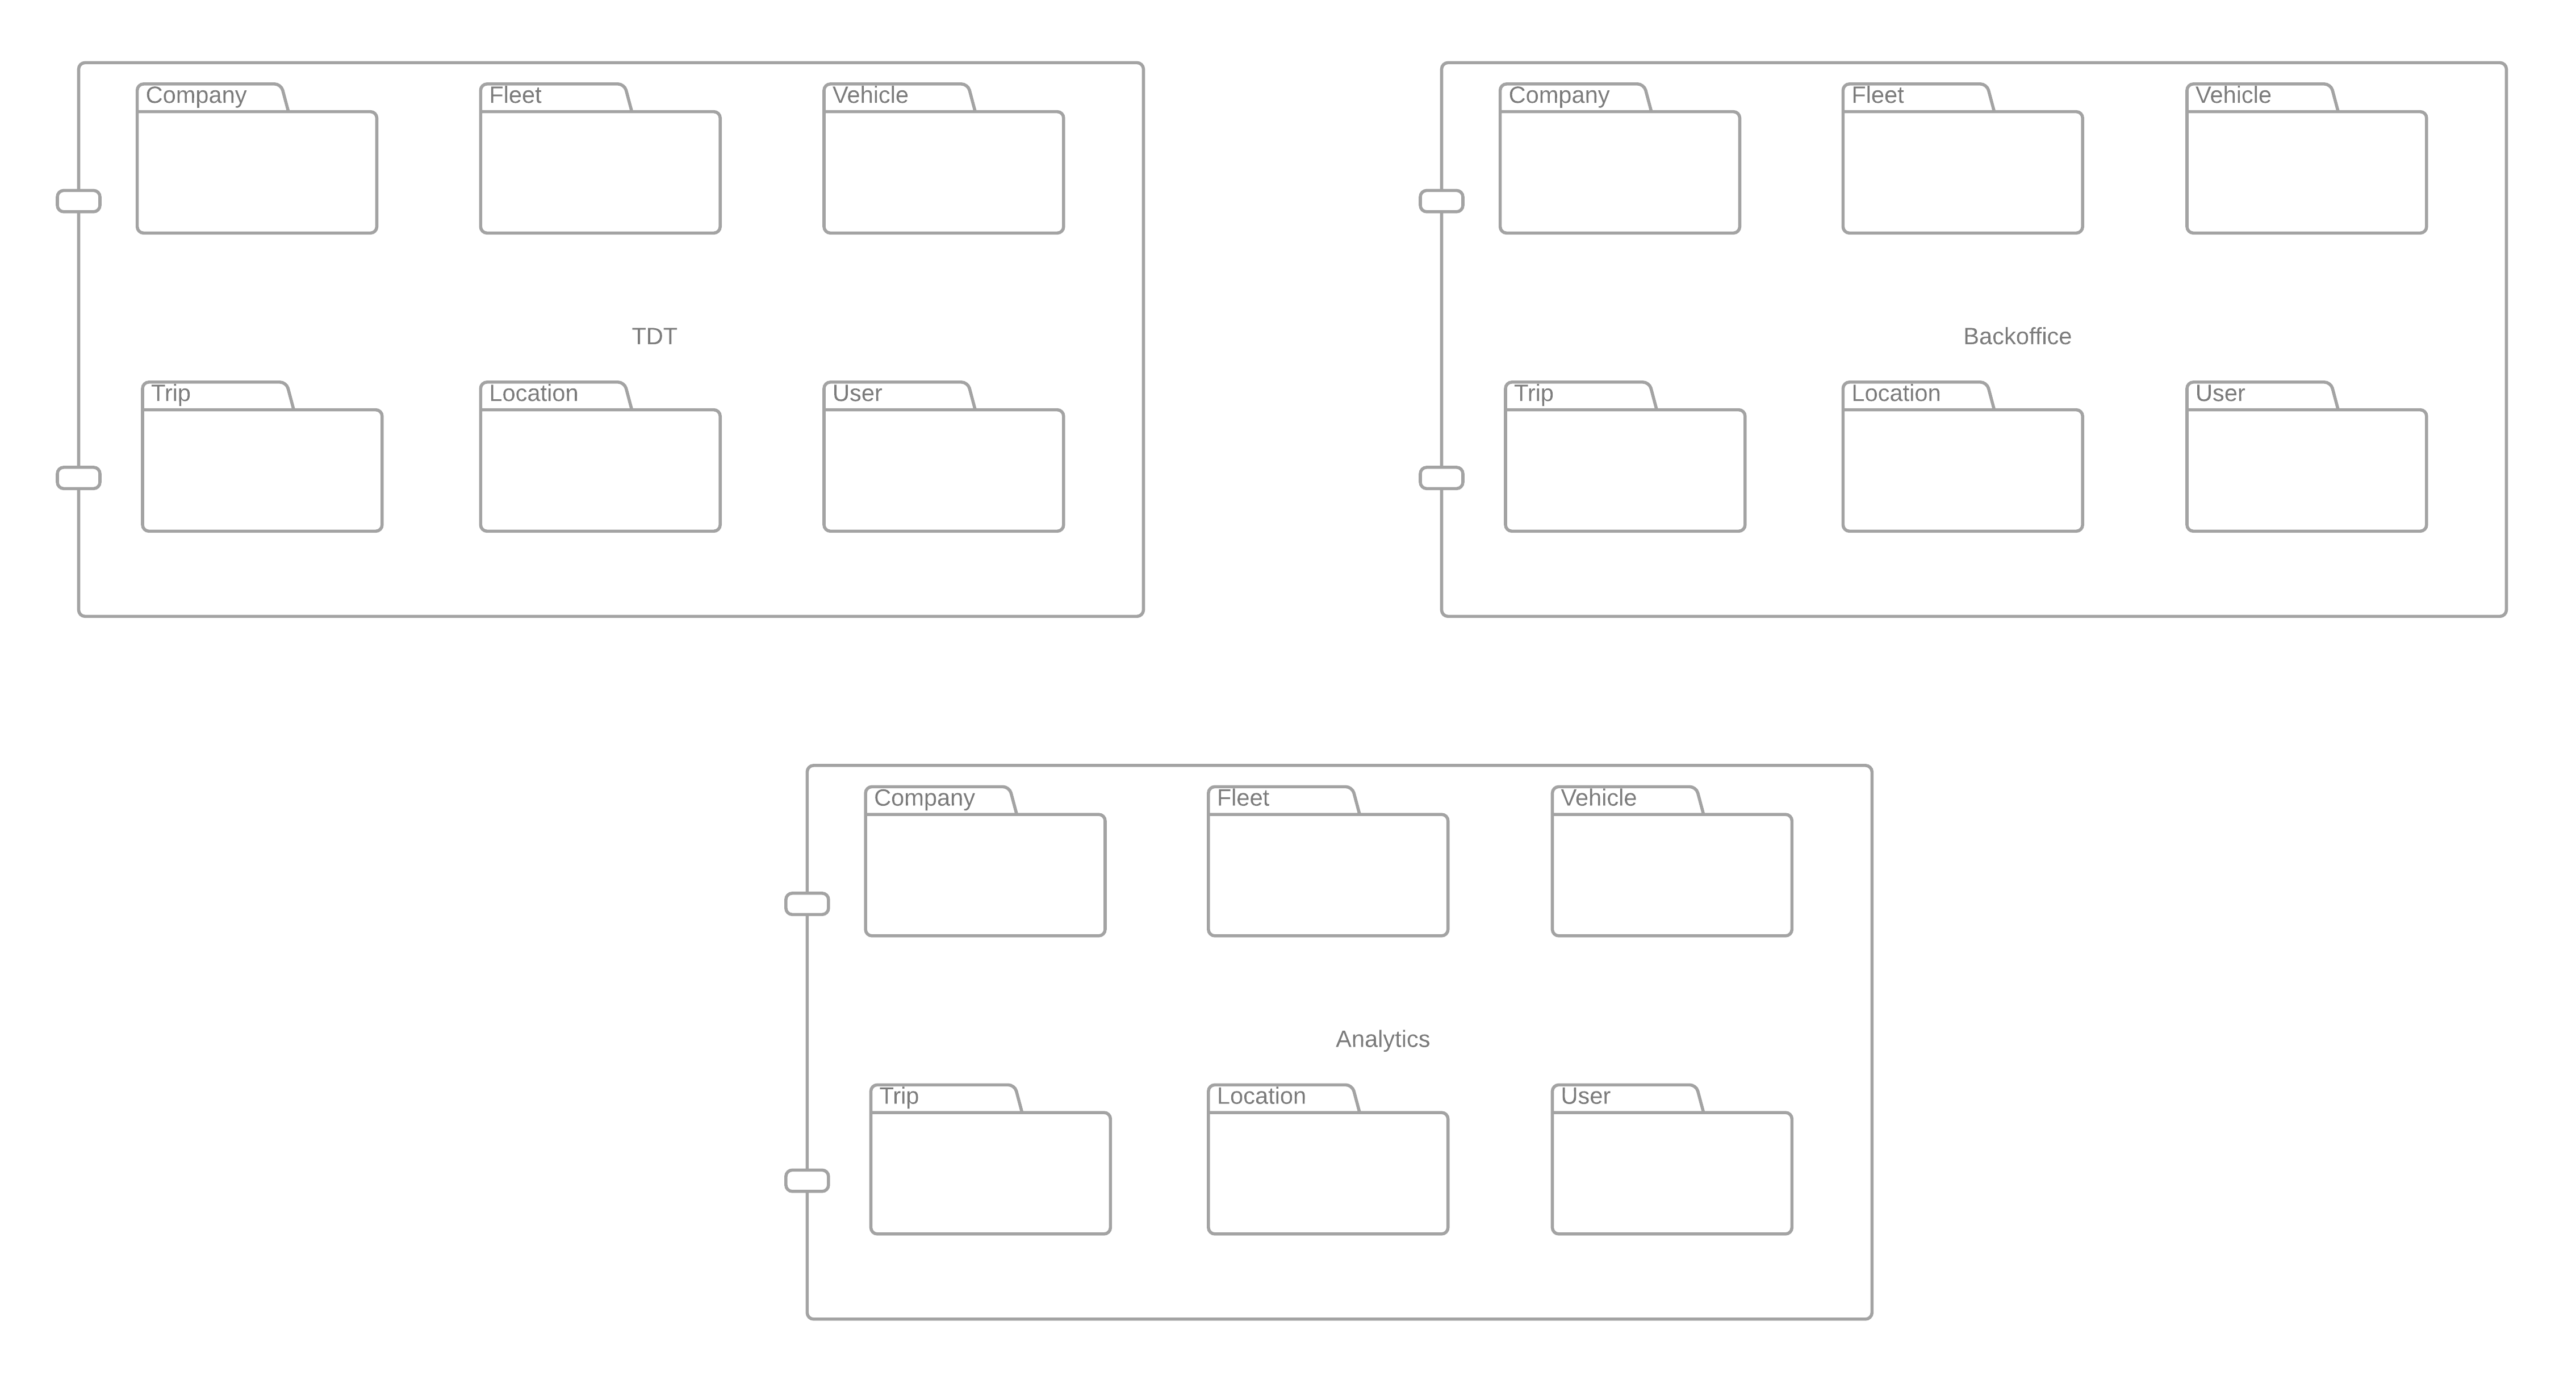 Company
Fleet
Vehicle
TDT
Trip
Location
User
Company
Fleet
Vehicle
Backoffice
Trip
Location
User
Company
Fleet
Vehicle
Analytics
Trip
Location
User